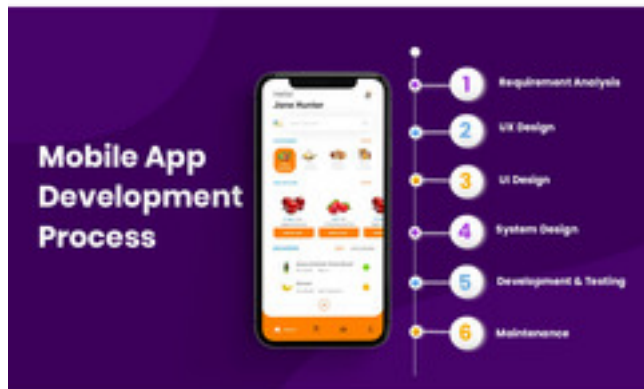 Mobile App
Development
Process
Hello!
Jane Hunter
1
Requirement Analysis
2
UX Design
3
UI Design
4
System Design
5
Development & Testing
6
Maintenance